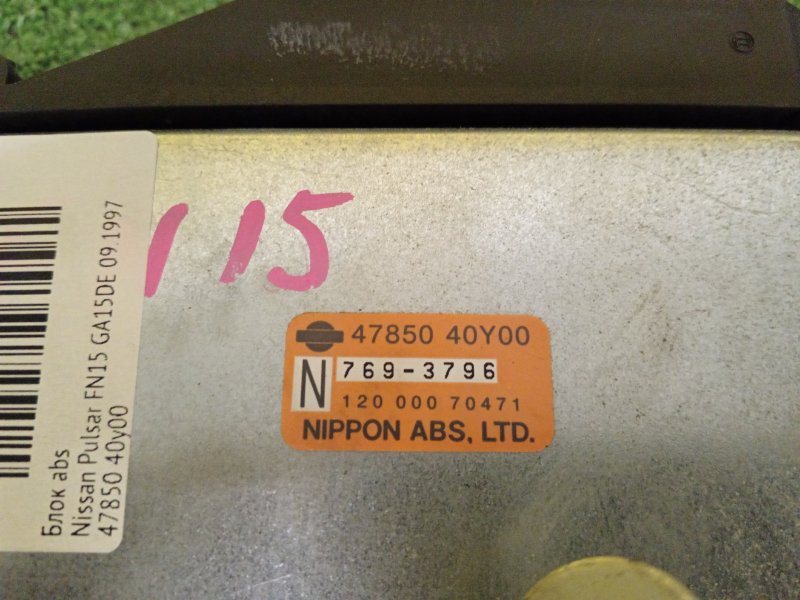 Блок abs
Nissan Pulsar FN15 GA15DE 09.1997
47850 40y00
115
47850 40Y00
N 769-3796
120 000 70471
NIPPON ABS, LTD.